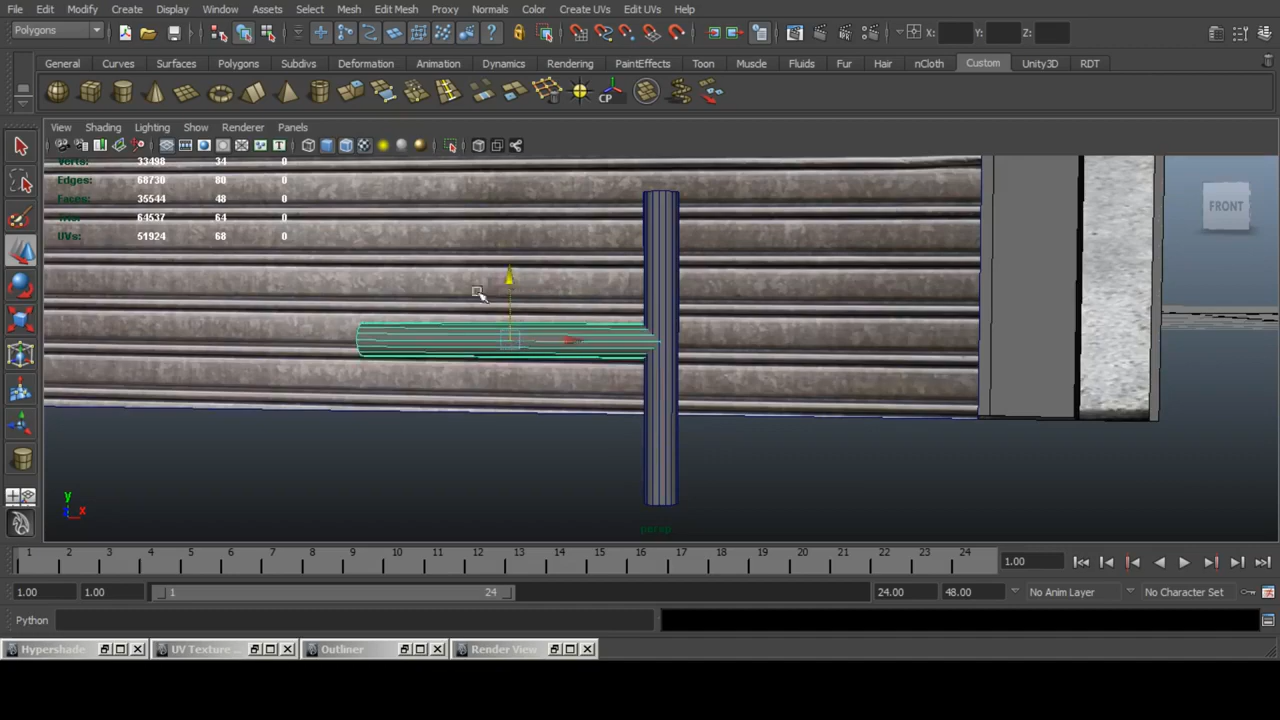 File Edit Modify Create Display Window Assets Select Mesh Edit Mesh Proxy Normals Color Create UVs Edit UVs Help
Polygons X: Y: Z:
General Curves Surfaces Polygons Subdivs Deformation Animation Dynamics Rendering PaintEffects Toon Muscle Fluids Fur Hair nCloth Custom Unity3D RDT
CP
View Shading Lighting Show Renderer Panels
Verts: 33498 34 0
Edges: 68730 80 0
Faces: 35544 48 0
Tris: 64537 64 0
UVs: 51924 68 0
FRONT
y
x
persp
1 2 3 4 5 6 7 8 9 10 11 12 13 14 15 16 17 18 19 20 21 22 23 24 1.00
1.00 1.00 1 24 24.00 48.00 No Anim Layer No Character Set
Python
Hypershade UV Texture ... Outliner Render View